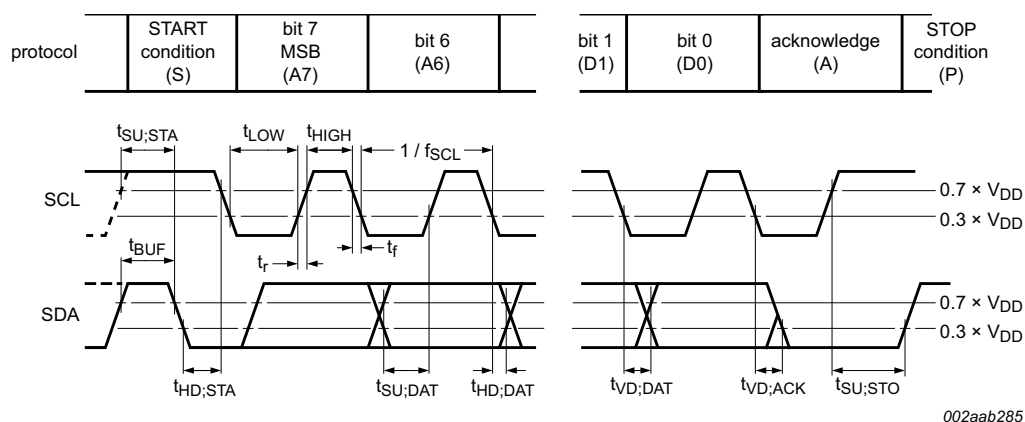 protocol
START
condition
(S)
bit 7
MSB
(A7)
bit 6
(A6)
bit 1
(D1)
bit 0
(D0)
acknowledge
(A)
STOP
condition
(P)
tSU;STA
tLOW
tHIGH
1 / fSCL
SCL
0.7 × VDD
0.3 × VDD
tBUF
tr
tf
SDA
0.7 × VDD
0.3 × VDD
tHD;STA
tSU;DAT
tHD;DAT
tVD;DAT
tVD;ACK
tSU;STO
002aab285